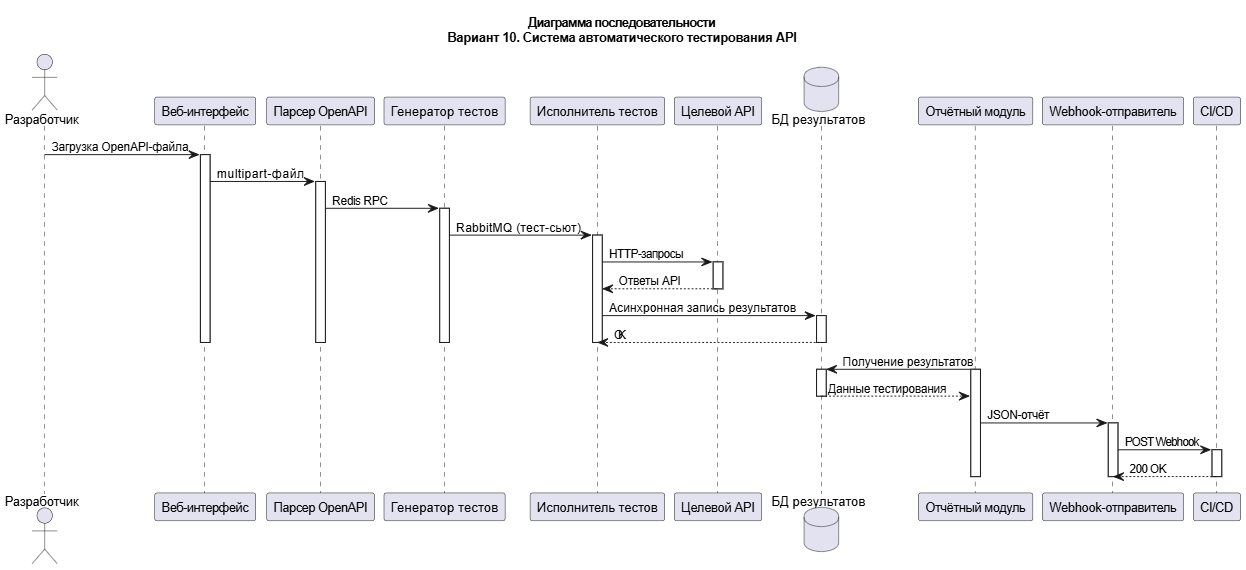 Диаграмма последовательности
Вариант 10. Система автоматического тестирования API
Разработчик
Веб-интерфейс
Парсер OpenAPI
Генератор тестов
Исполнитель тестов
Целевой API
БД результатов
Отчётный модуль
Webhook-отправитель
CI/CD
Загрузка OpenAPI-файла
multipart-файл
Redis RPC
RabbitMQ (тест-сьют)
HTTP-запросы
Ответы API
Асинхронная запись результатов
OK
Получение результатов
Данные тестирования
JSON-отчёт
POST Webhook
200 OK
Разработчик
Веб-интерфейс
Парсер OpenAPI
Генератор тестов
Исполнитель тестов
Целевой API
БД результатов
Отчётный модуль
Webhook-отправитель
CI/CD